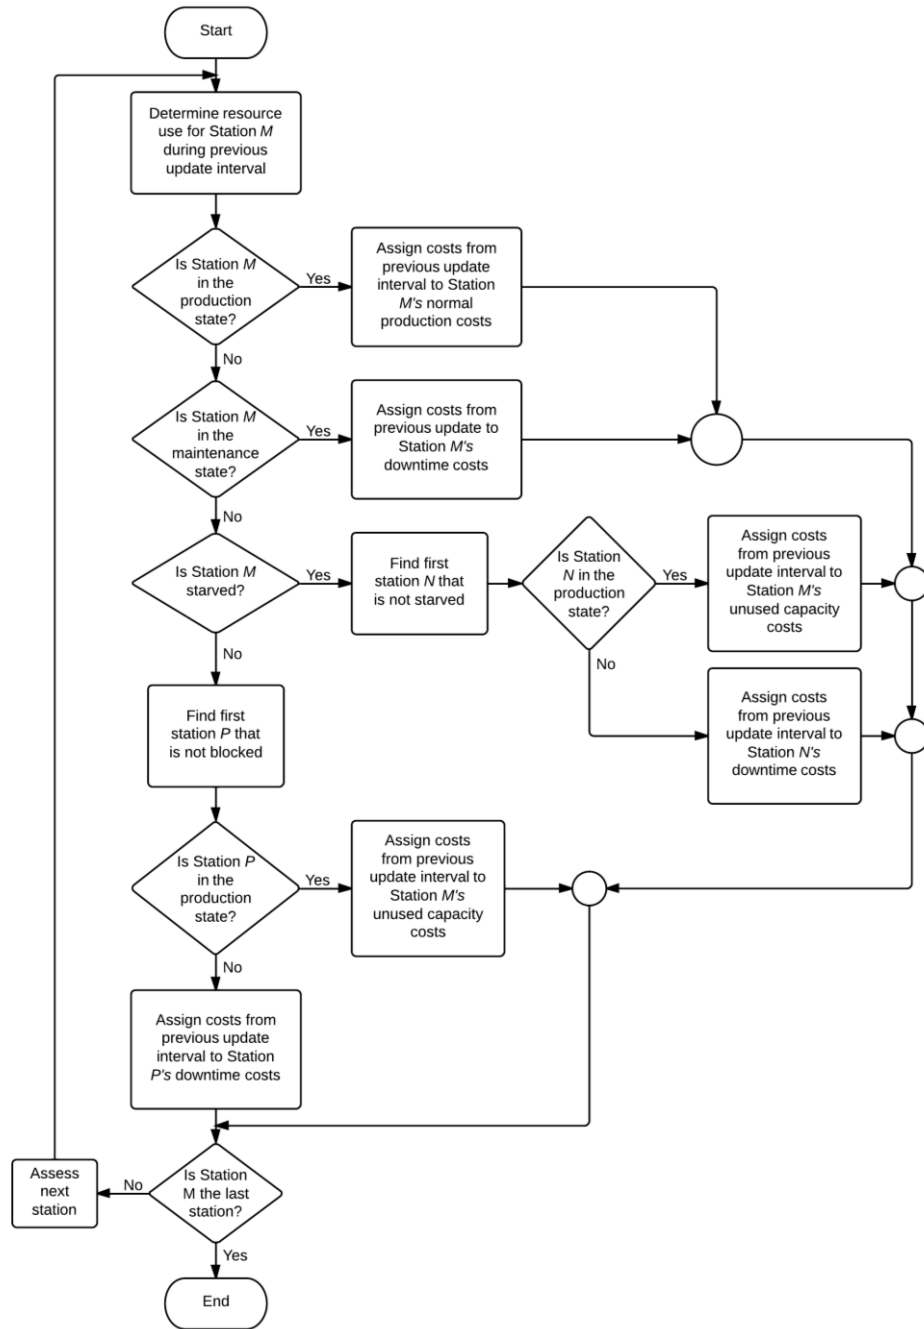 Start
Determine resource
use for Station M
during previous
update interval
Is Station M
in the
production
state?
Yes
Assign costs from
previous update
interval to Station
M's normal
production costs
No
Is Station M
in the
maintenance
state?
Yes
Assign costs from
previous update to
Station M's
downtime costs
No
Is Station M
starved?
Yes
Find first
station N that
is not starved
Is Station
N in the
production
state?
Yes
Assign costs
from previous
update interval to
Station M's
unused capacity
costs
No
Assign costs
from previous
update interval to
Station N's
downtime costs
No
Find first
station P that
is not blocked
Is Station P
in the
production
state?
Yes
Assign costs
from previous
update interval to
Station M's
unused capacity
costs
No
Assign costs from
previous update
interval to Station
P's downtime costs
Is Station
M the last
station?
No
Assess
next
station
Yes
End